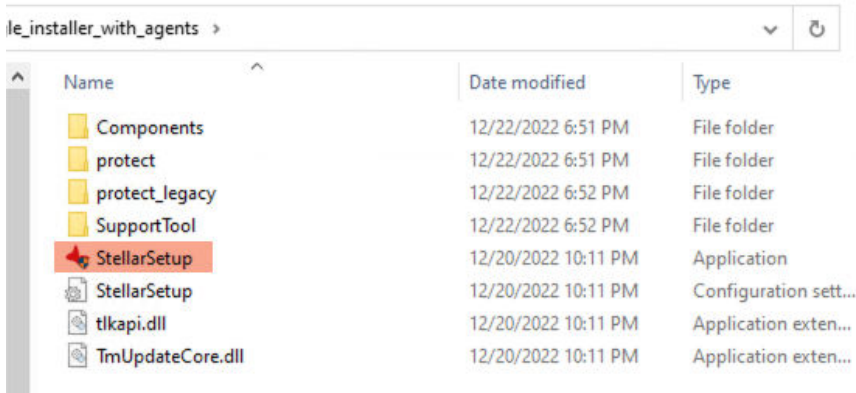 le_installer_with_agents >
Name Date modified Type
Components 12/22/2022 6:51 PM File folder
protect 12/22/2022 6:51 PM File folder
protect_legacy 12/22/2022 6:52 PM File folder
SupportTool 12/22/2022 6:52 PM File folder
StellarSetup 12/20/2022 10:11 PM Application
StellarSetup 12/20/2022 10:11 PM Configuration sett...
tlkapi.dll 12/20/2022 10:11 PM Application exten...
TmUpdateCore.dll 12/20/2022 10:11 PM Application exten...